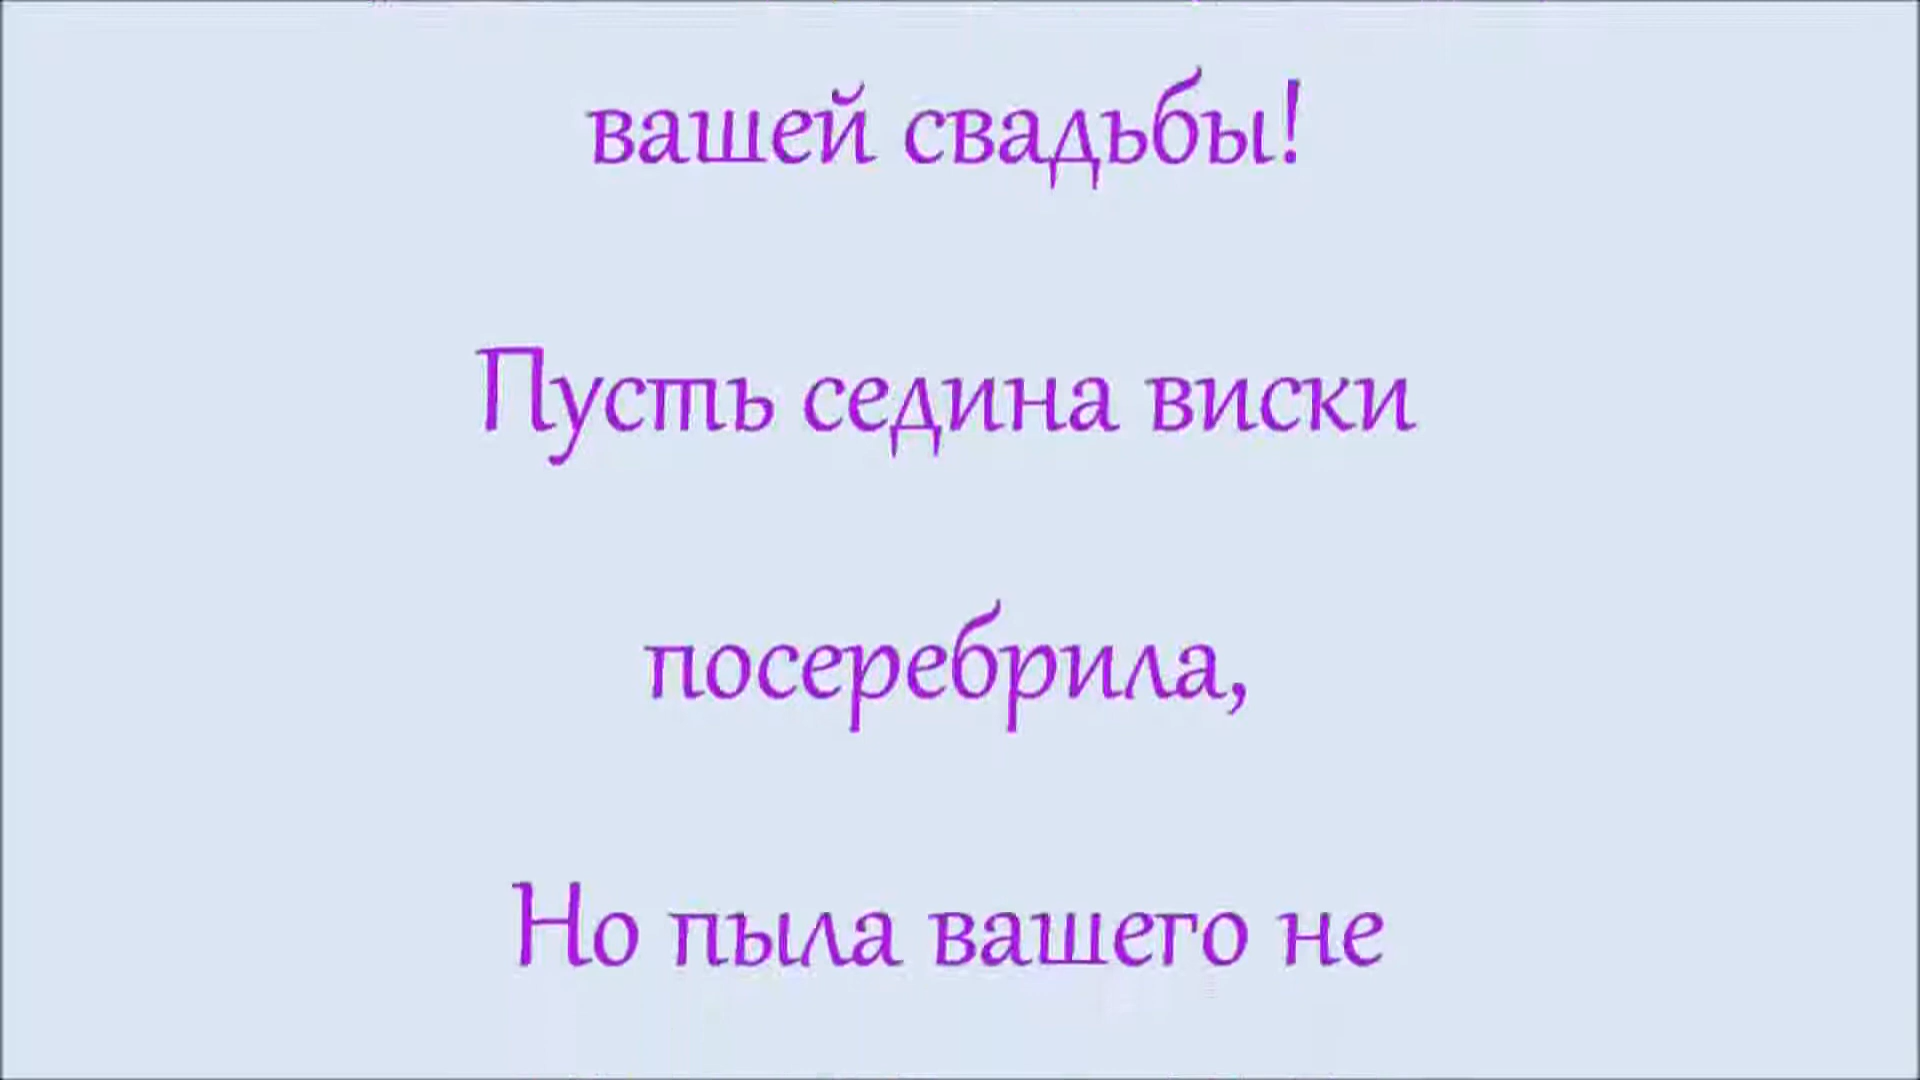 вашей свадьбы!
Пусть седина виски
посеребрила,
Но пыла вашего не